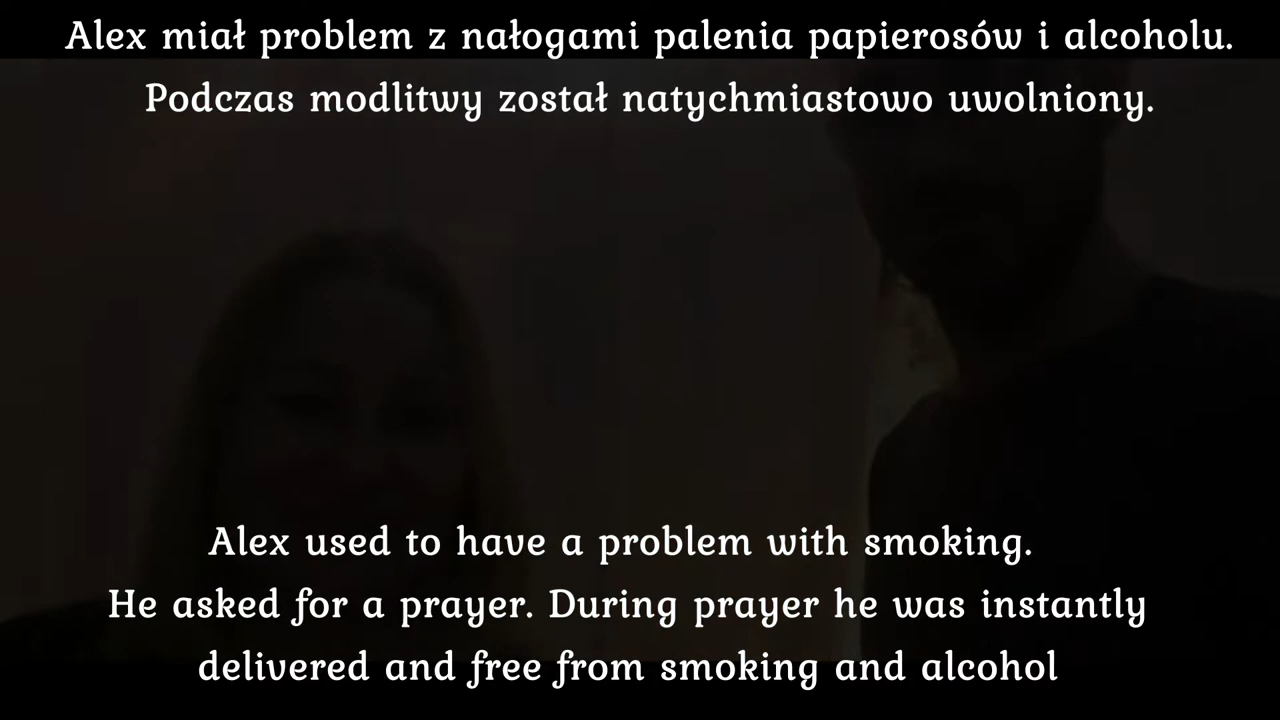 Alex miał problem z nałogami palenia papierosów i alcoholu.
Podczas modlitwy został natychmiastowo uwolniony.
Alex used to have a problem with smoking.
He asked for a prayer. During prayer he was instantly
delivered and free from smoking and alcohol